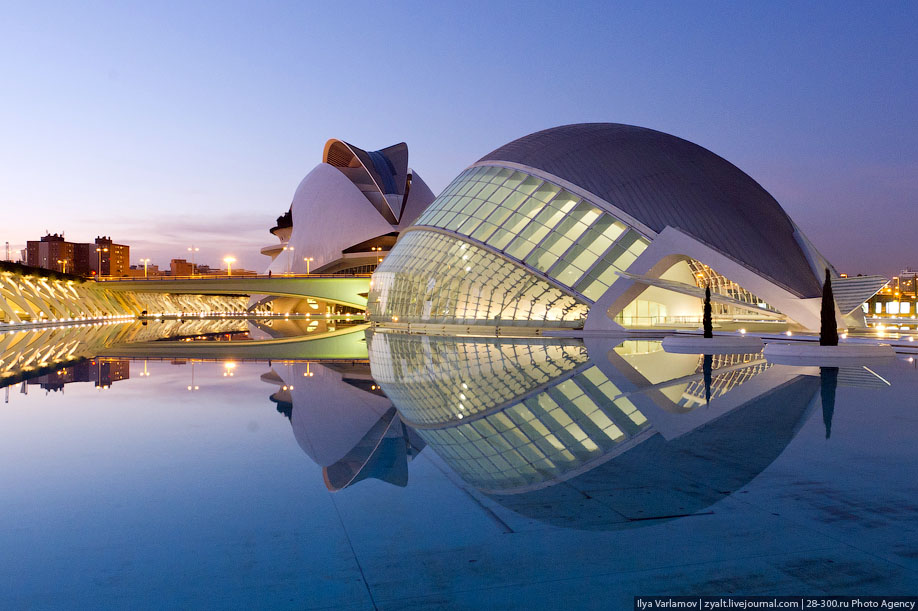 Ilya Varlamov | zyalt.livejournal.com | 28-300.ru Photo Agency